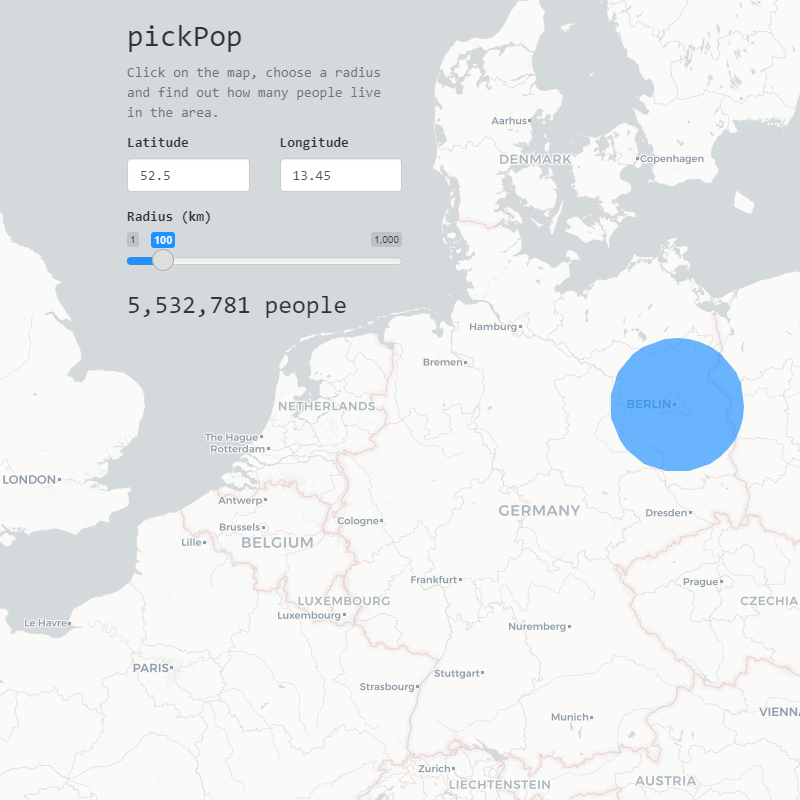 pickPop
Click on the map, choose a radius
and find out how many people live
in the area.
Latitude
Longitude
52.5
13.45
Radius (km)
1
100
1,000
5,532,781 people
Aarhus
DENMARK
Copenhagen
Hamburg
Bremen
BERLIN
NETHERLANDS
The Hague
Rotterdam
LONDON
Antwerp
GERMANY
Dresden
Cologne
Brussels
Lille
BELGIUM
Frankfurt
Prague
LUXEMBOURG
CZECHIA
Luxembourg
Le Havre
Nuremberg
PARIS
Stuttgart
Strasbourg
Munich
VIENNA
Zurich
LIECHTENSTEIN
AUSTRIA